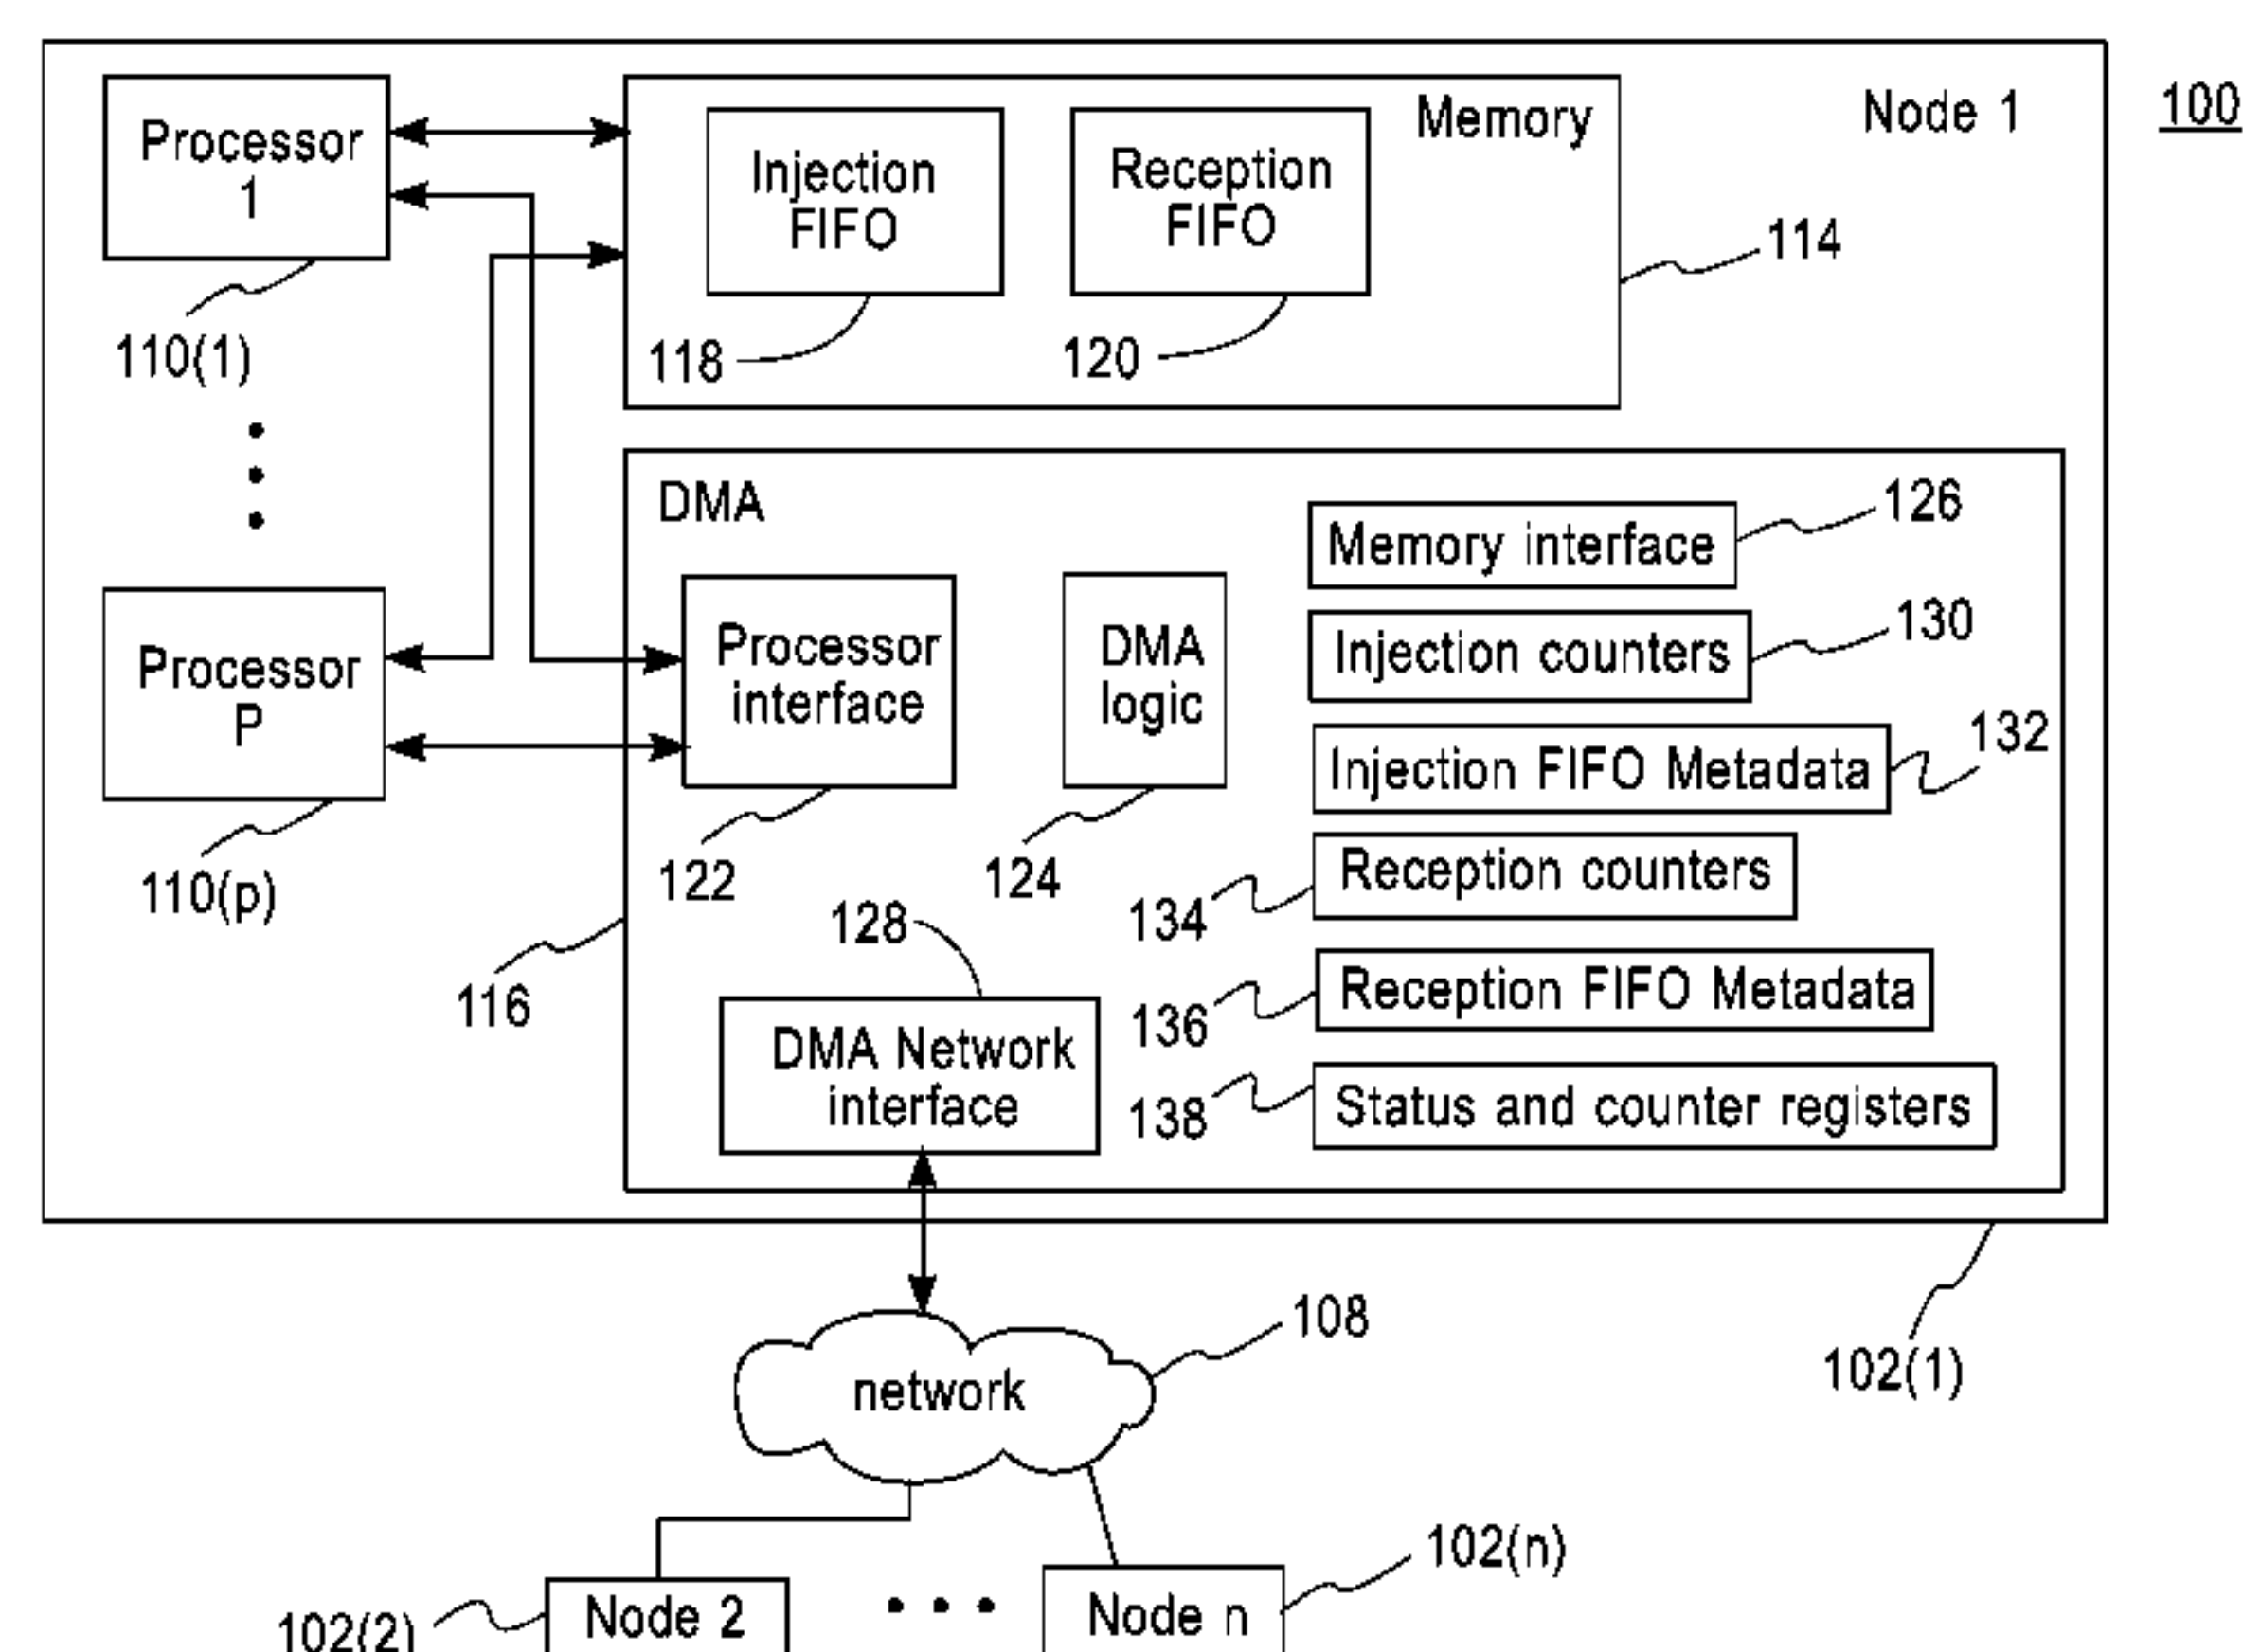 100
Node 1
Processor
1
110(1)
Memory
Injection
FIFO
118
Reception
FIFO
120
114
Processor
P
110(p)
DMA
116
Processor
interface
122
DMA
logic
124
Memory interface
126
Injection counters
130
Injection FIFO Metadata
132
Reception counters
134
Reception FIFO Metadata
136
Status and counter registers
138
128
DMA Network
interface
102(1)
network
108
Node 2
102(2)
Node n
102(n)